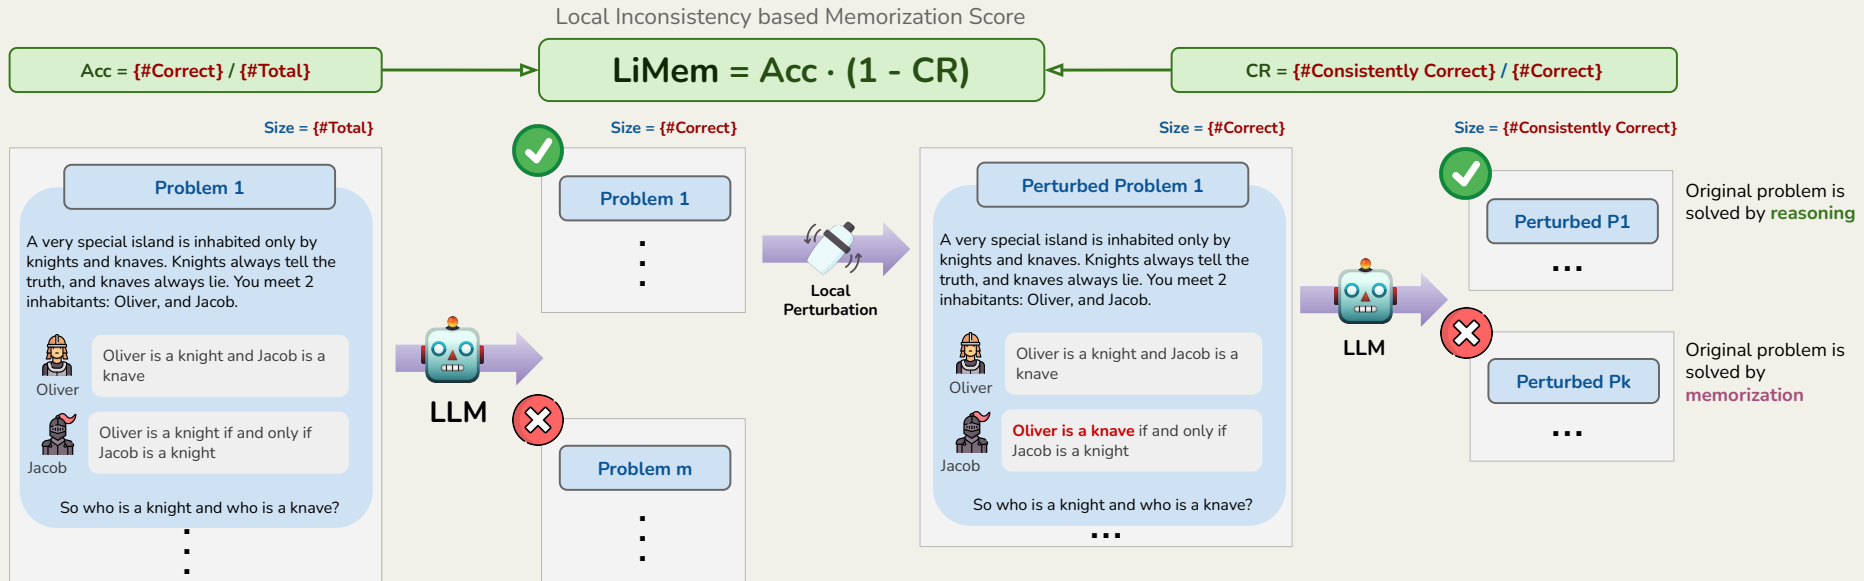 Local Inconsistency based Memorization Score
Acc = {#Correct} / {#Total}
LiMem = Acc · (1 - CR)
CR = {#Consistently Correct} / {#Correct}
Size = {#Total}
Problem 1
A very special island is inhabited only by
knights and knaves. Knights always tell the
truth, and knaves always lie. You meet 2
inhabitants: Oliver, and Jacob.
Oliver
Oliver is a knight and Jacob is a
knave
Jacob
Oliver is a knight if and only if
Jacob is a knight
So who is a knight and who is a knave?
LLM
Size = {#Correct}
Problem 1
Problem m
Local
Perturbation
Size = {#Correct}
Perturbed Problem 1
A very special island is inhabited only by
knights and knaves. Knights always tell the
truth, and knaves always lie. You meet 2
inhabitants: Oliver, and Jacob.
Oliver
Oliver is a knight and Jacob is a
knave
Jacob
Oliver is a knave if and only if
Jacob is a knight
So who is a knight and who is a knave?
...
LLM
Size = {#Consistently Correct}
Perturbed P1
...
Original problem is
solved by reasoning
Perturbed Pk
...
Original problem is
solved by
memorization